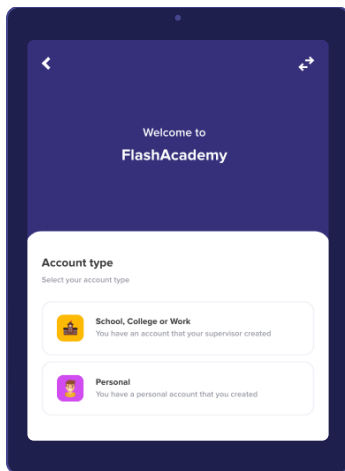 Welcome to
FlashAcademy
Account type
Select your account type
School, College or Work
You have an account that your supervisor created
Personal
You have a personal account that you created